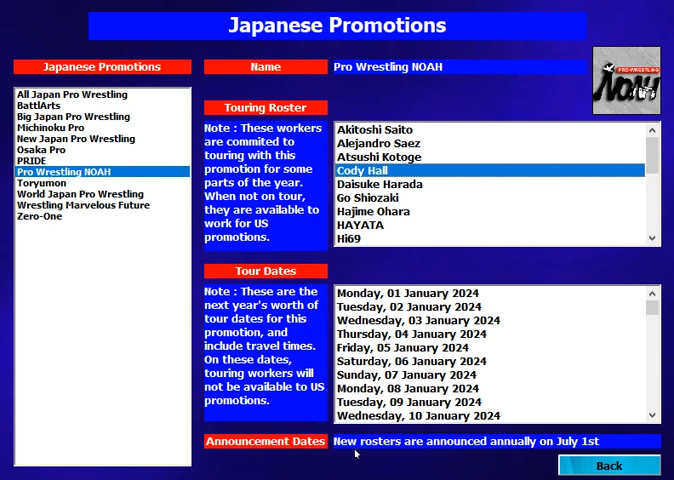 Japanese Promotions
Japanese Promotions
All Japan Pro Wrestling
BattlArts
Big Japan Pro Wrestling
Michinoku Pro
New Japan Pro Wrestling
Osaka Pro
PRIDE
Pro Wrestling NOAH
Toryumon
World Japan Pro Wrestling
Wrestling Marvelous Future
Zero-One
Name
Pro Wrestling NOAH
PRO-WRESTLING
NOAH
Touring Roster
Note : These workers
are commited to
touring with this
promotion for some
parts of the year.
When not on tour,
they are available to
work for US
promotions.
Akitoshi Saito
Alejandro Saez
Atsushi Kotoge
Cody Hall
Daisuke Harada
Go Shiozaki
Hajime Ohara
HAYATA
Hi69
Tour Dates
Note : These are the
next year's worth of
tour dates for this
promotion, and
include travel times.
On these dates,
touring workers will
not be available to US
promotions.
Monday, 01 January 2024
Tuesday, 02 January 2024
Wednesday, 03 January 2024
Thursday, 04 January 2024
Friday, 05 January 2024
Saturday, 06 January 2024
Sunday, 07 January 2024
Monday, 08 January 2024
Tuesday, 09 January 2024
Wednesday, 10 January 2024
Announcement Dates
New rosters are announced annually on July 1st
Back